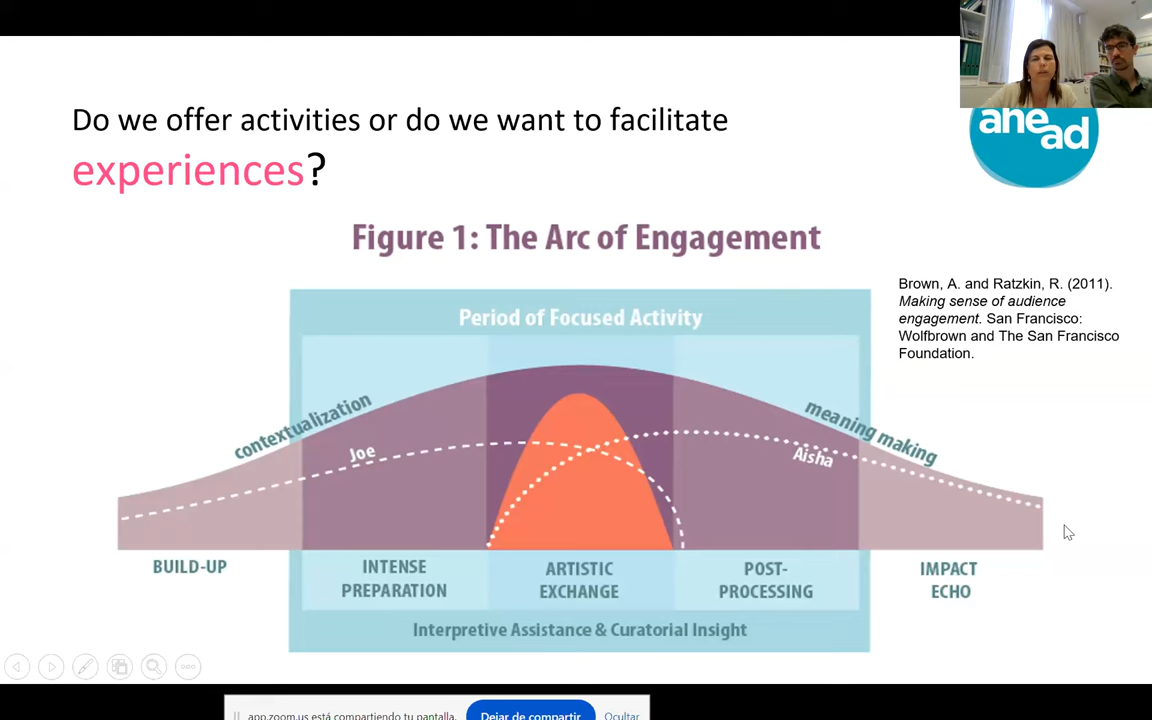 Do we offer activities or do we want to facilitate
experiences?
ahead
Figure 1: The Arc of Engagement
Brown, A. and Ratzkin, R. (2011).
Making sense of audience
engagement. San Francisco:
Wolfbrown and The San Francisco
Foundation.
Period of Focused Activity
contextualization
meaning making
Joe
Aisha
BUILD-UP
INTENSE
PREPARATION
ARTISTIC
EXCHANGE
POST-
PROCESSING
IMPACT
ECHO
Interpretive Assistance & Curatorial Insight
app.zoom.us está compartiendo tu pantalla.
Dejar de compartir
Ocultar